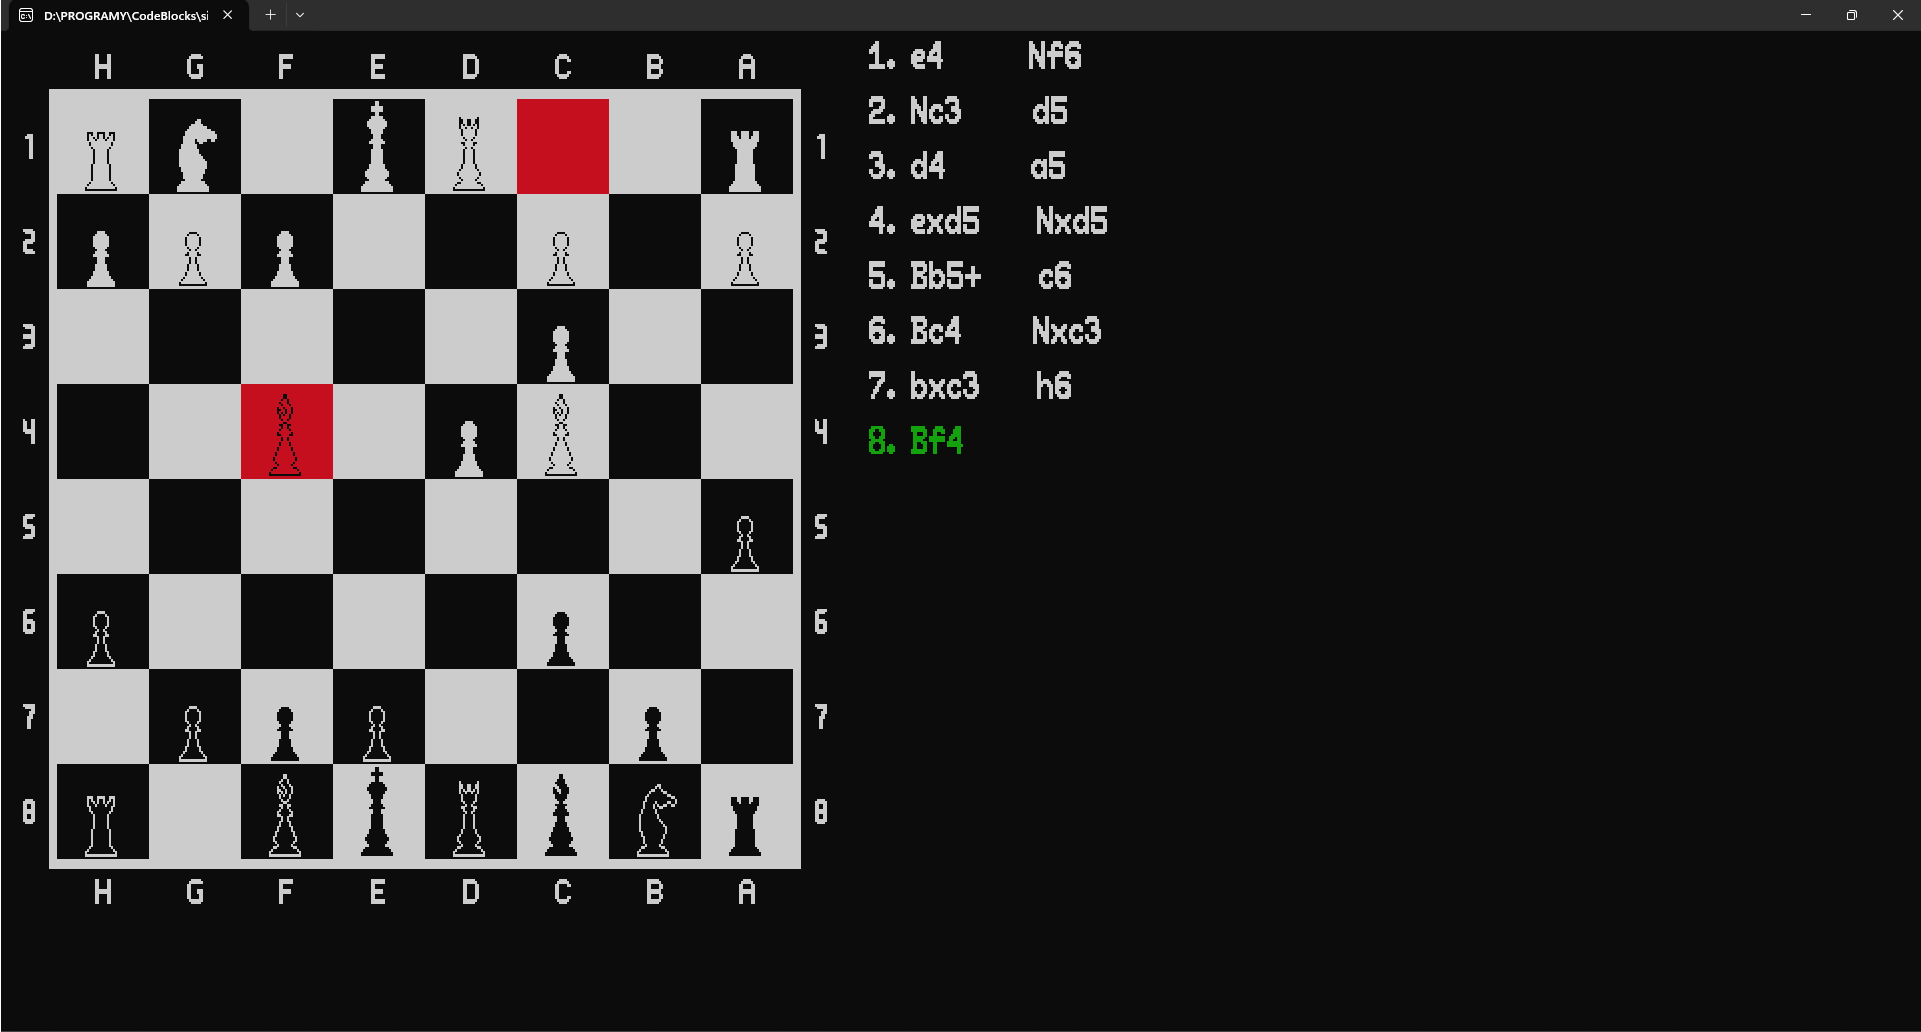 D:\PROGRAMY\CodeBlocks\si
H G F E D C B A
1 1
2 2
3 3
4 4
5 5
6 6
7 7
8 8
H G F E D C B A
1. e4 Nf6
2. Nc3 d5
3. d4 a5
4. exd5 Nxd5
5. Bb5+ c6
6. Bc4 Nxc3
7. bxc3 h6
8. Bf4